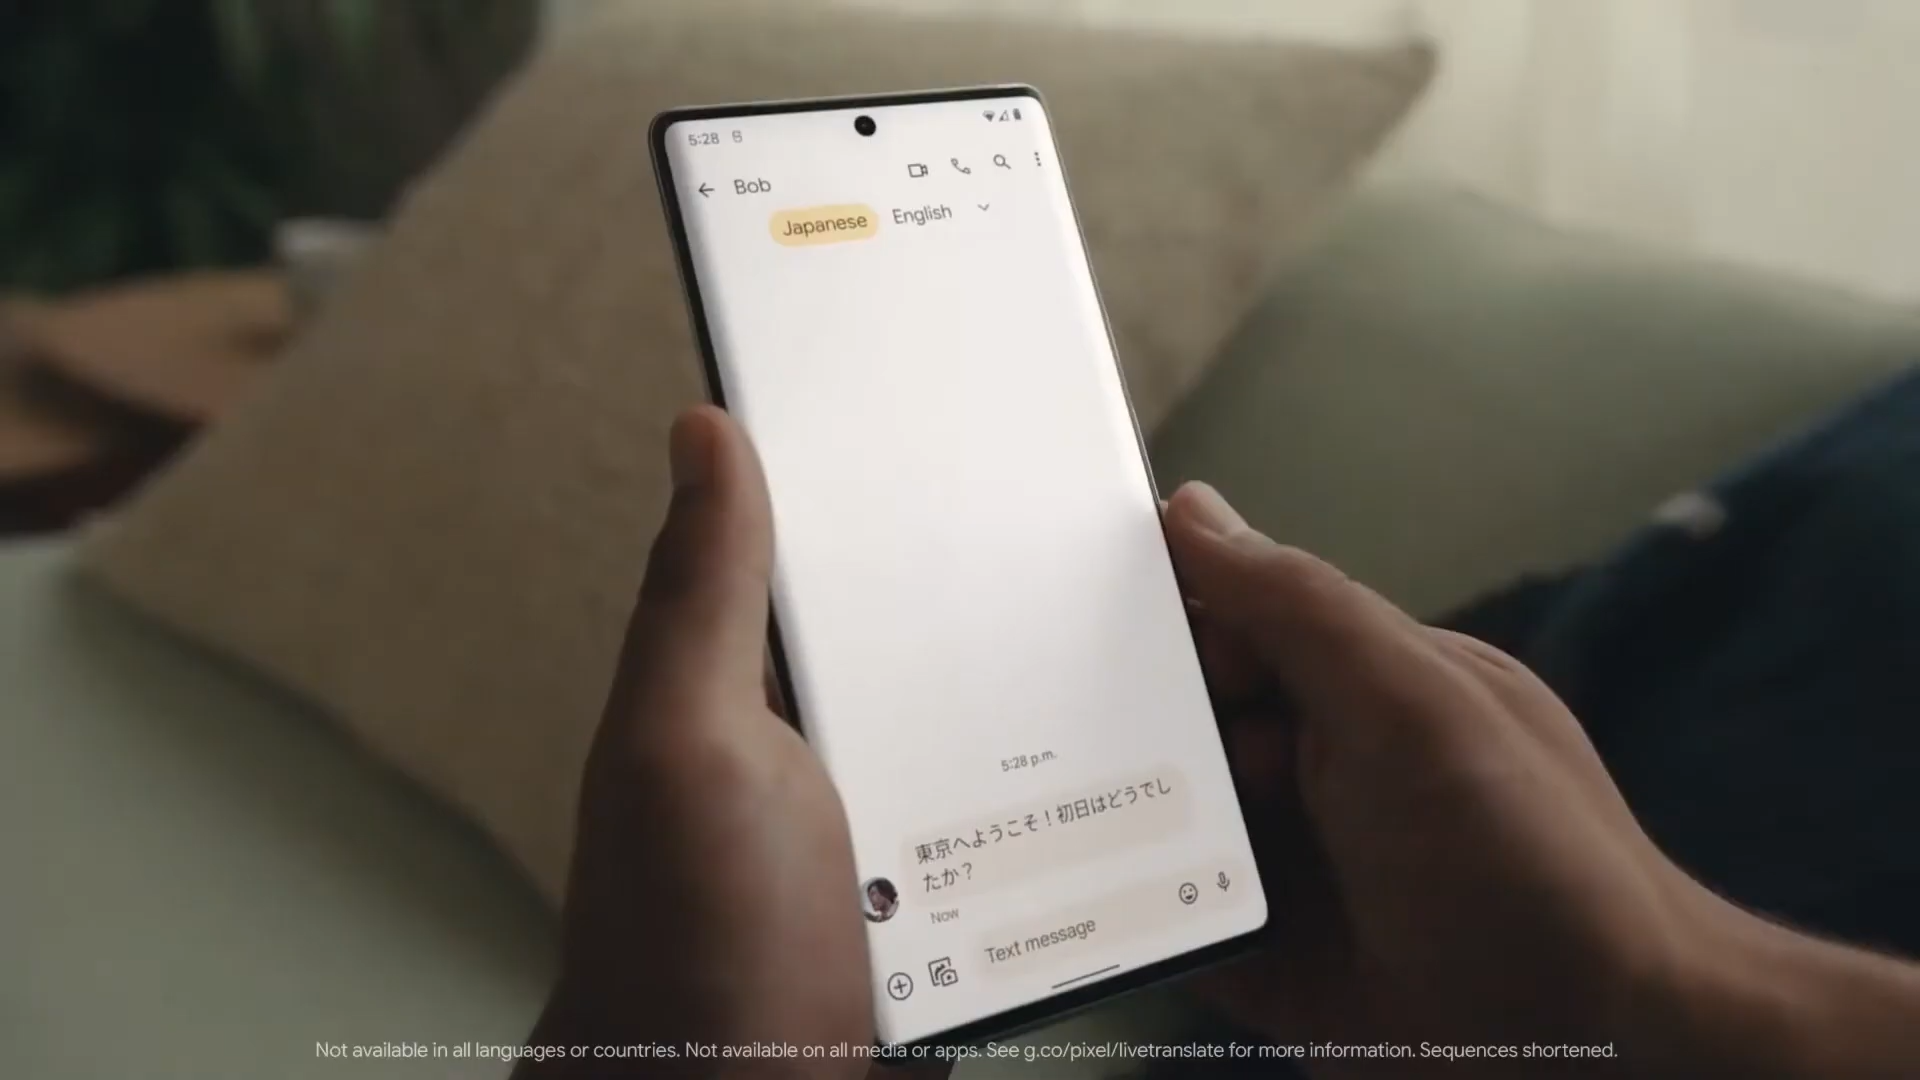 5:28
Bob
Japanese English
5:28 p.m.
東京へようこそ！初日はどうでし
たか？
Now
Text message
Not available in all languages or countries. Not available on all media or apps. See g.co/pixel/livetranslate for more information. Sequences shortened.